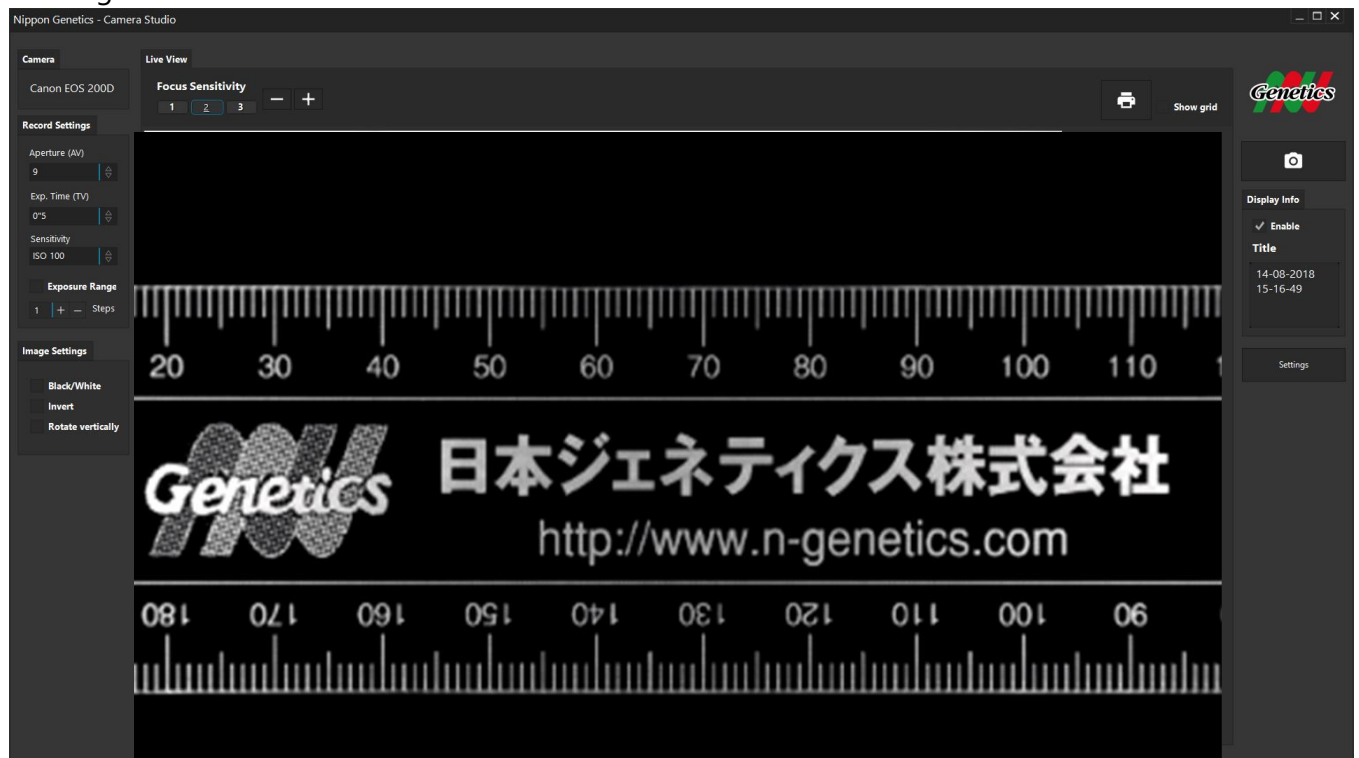 Nippon Genetics - Camera Studio
Camera
Canon EOS 200D
Record Settings
Aperture (AV)
9
Exp. Time (TV)
0"5
Sensitivity
ISO 100
Exposure Range
1 + – Steps
Image Settings
Black/White
Invert
Rotate vertically
Live View
Focus Sensitivity
1 2 3 – +
Show grid
20 30 40 50 60 70 80 90 100 110
Genetics
日本ジェネティクス株式会社
http://www.n-genetics.com
180 170 160 150 140 130 120 110 100 90
Genetics
Display Info
Enable
Title
14-08-2018
15-16-49
Settings